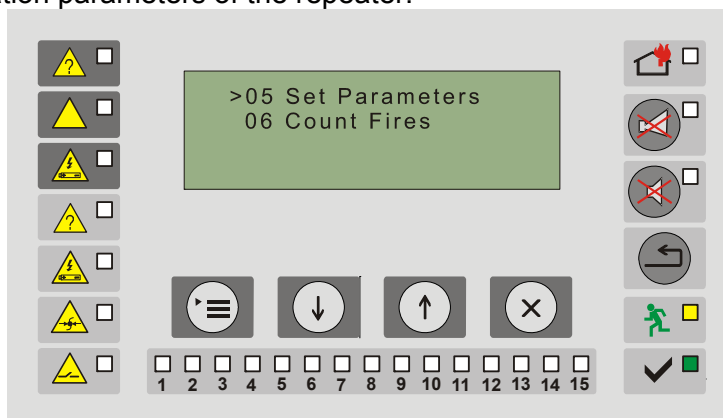 ation parameters of the repeater.
>05 Set Parameters
06 Count Fires
?
?
1 2 3 4 5 6 7 8 9 10 11 12 13 14 15